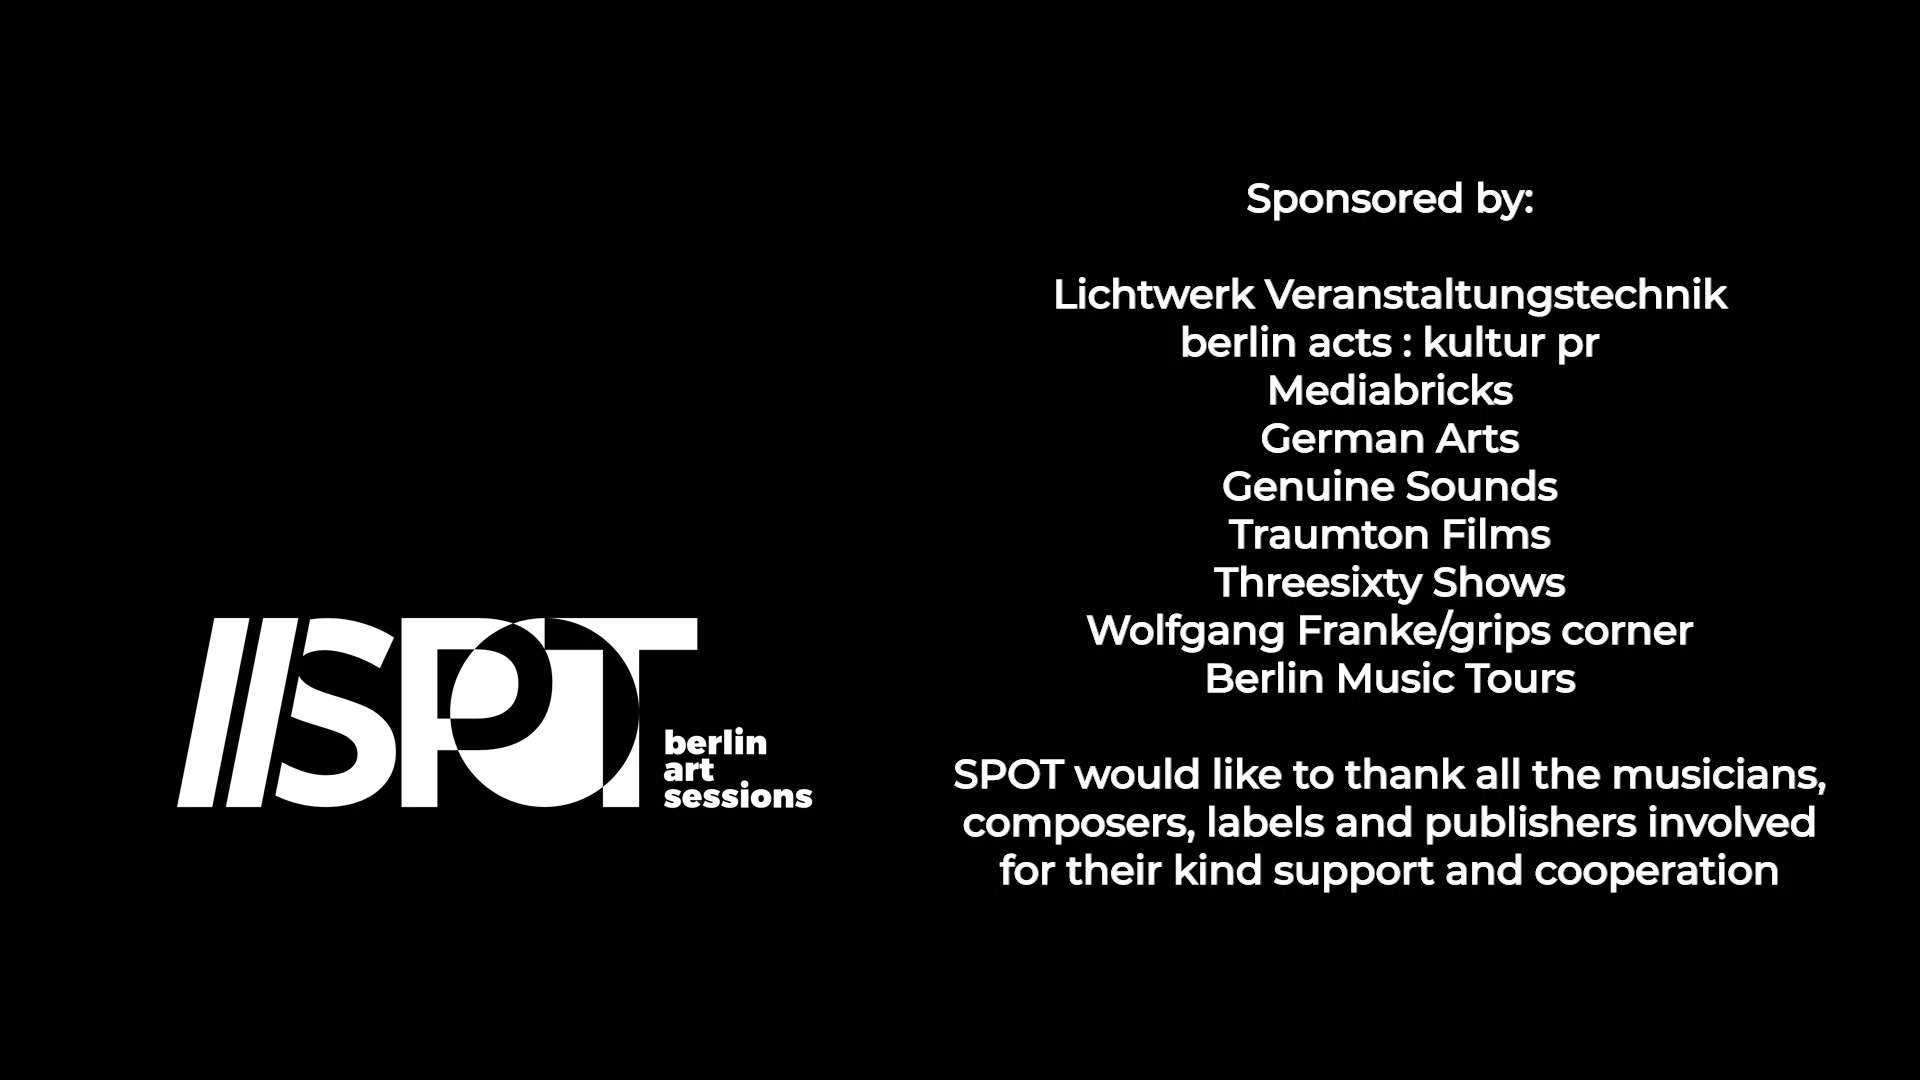 Sponsored by:
Lichtwerk Veranstaltungstechnik
berlin acts : kultur pr
Mediabricks
German Arts
Genuine Sounds
Traumton Films
Threesixty Shows
Wolfgang Franke/grips corner
Berlin Music Tours
SPOT would like to thank all the musicians,
composers, labels and publishers involved
for their kind support and cooperation
//SPOT
berlin
art
sessions